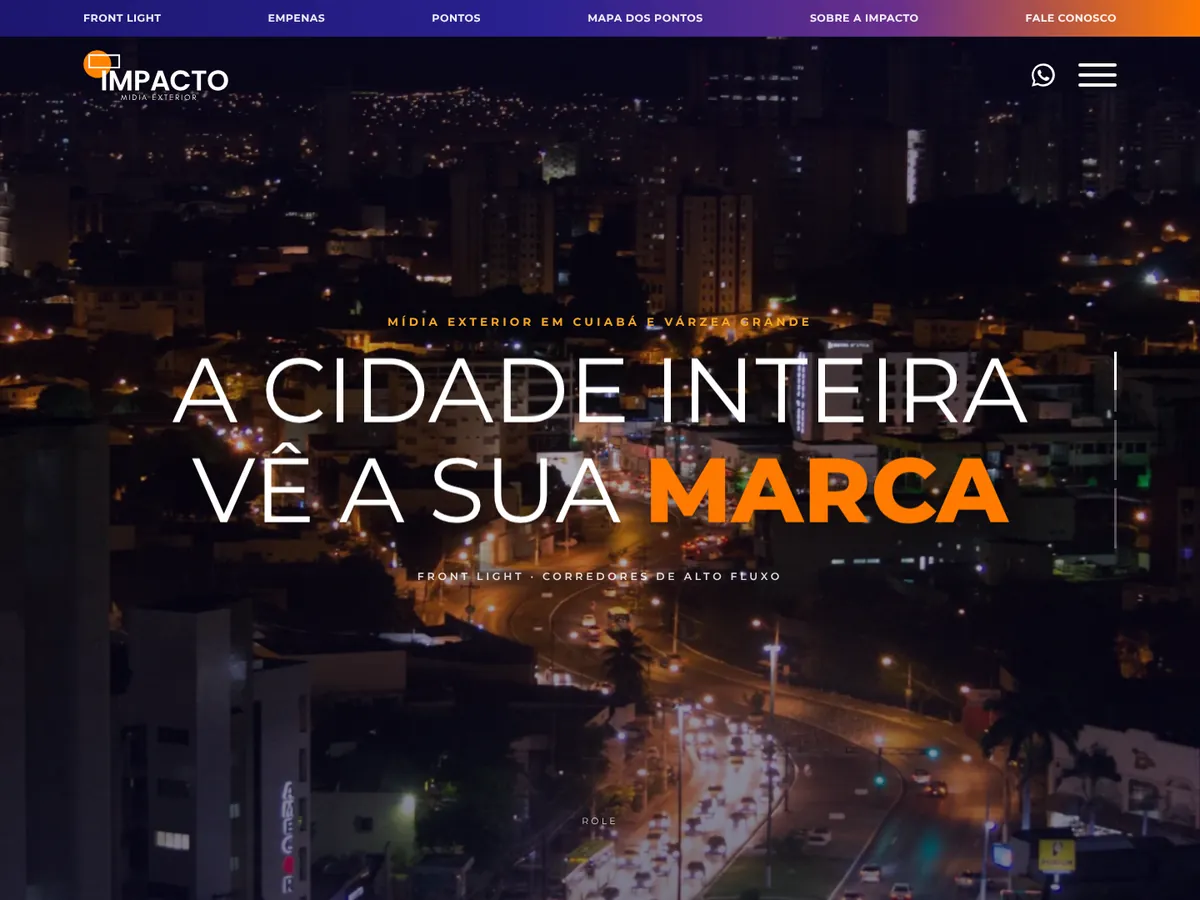 FRONT LIGHT
EMPENAS
PONTOS
MAPA DOS PONTOS
SOBRE A IMPACTO
FALE CONOSCO
IMPACTO
MÍDIA EXTERIOR
MÍDIA EXTERIOR EM CUIABÁ E VÁRZEA GRANDE
A CIDADE INTEIRA
VÊ A SUA MARCA
FRONT LIGHT · CORREDORES DE ALTO FLUXO
ROLE